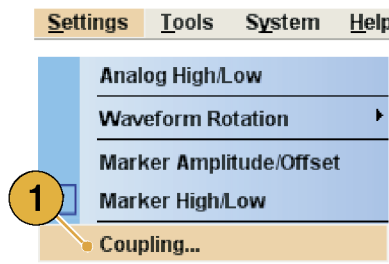 Settings Tools System Help
Analog High/Low
Waveform Rotation
Marker Amplitude/Offset
Marker High/Low
1
Coupling...